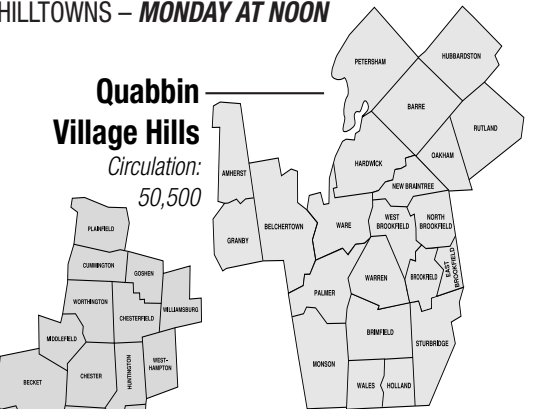 HILLTOWNS – MONDAY AT NOON
Quabbin
Village Hills
Circulation:
50,500
PETERSHAM
HUBBARDSTON
BARRE
RUTLAND
HARDWICK
OAKHAM
NEW BRAINTREE
AMHERST
GRANBY
BELCHERTOWN
WARE
WEST
BROOKFIELD
NORTH
BROOKFIELD
PALMER
WARREN
BROOKFIELD
EAST
BROOKFIELD
BRIMFIELD
STURBRIDGE
MONSON
WALES
HOLLAND
PLAINFIELD
CUMMINGTON
GOSHEN
WORTHINGTON
CHESTERFIELD
WILLIAMSBURG
MIDDLEFIELD
WEST-
HAMPTON
HUNTINGTON
CHESTER
BECKET